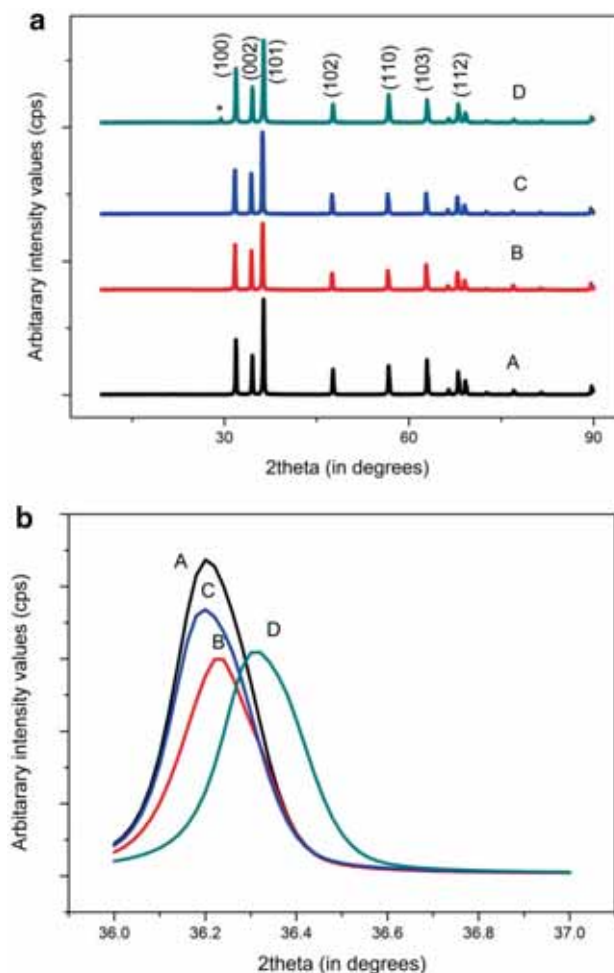 a
(100)
(002)
(101)
(102)
(110)
(103)
(112)
*
D
C
B
A
Arbitarary intensity values (cps)
30
60
90
2theta (in degrees)
b
A
C
B
D
Arbitarary intensity values (cps)
36.0
36.2
36.4
36.6
36.8
37.0
2theta (in degrees)